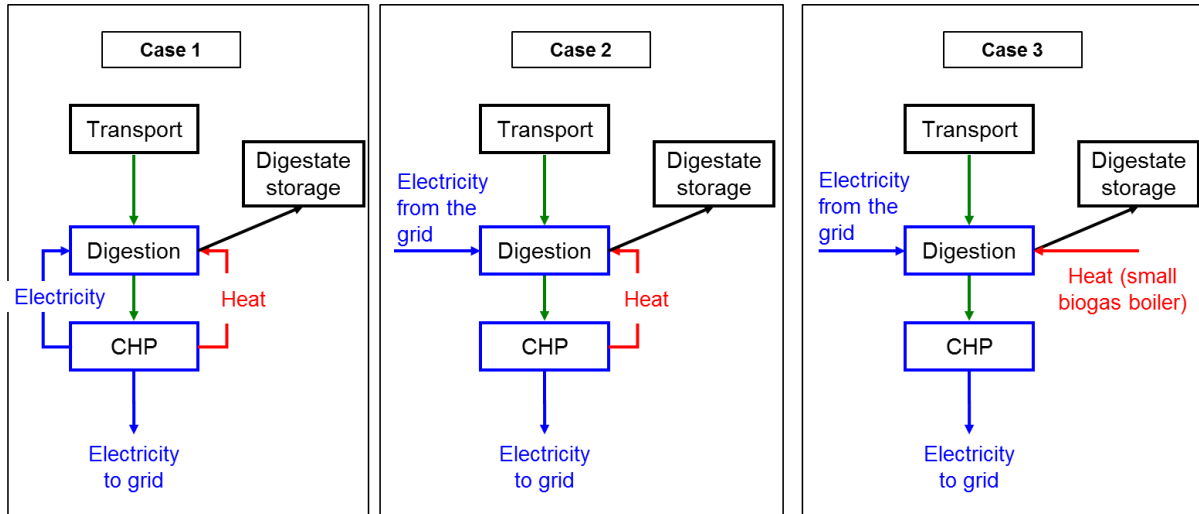 Case 1
Transport
Digestate
storage
Digestion
Electricity
Heat
CHP
Electricity
to grid
Case 2
Transport
Digestate
storage
Electricity
from the
grid
Digestion
Heat
CHP
Electricity
to grid
Case 3
Transport
Digestate
storage
Electricity
from the
grid
Digestion
Heat (small
biogas boiler)
CHP
Electricity
to grid